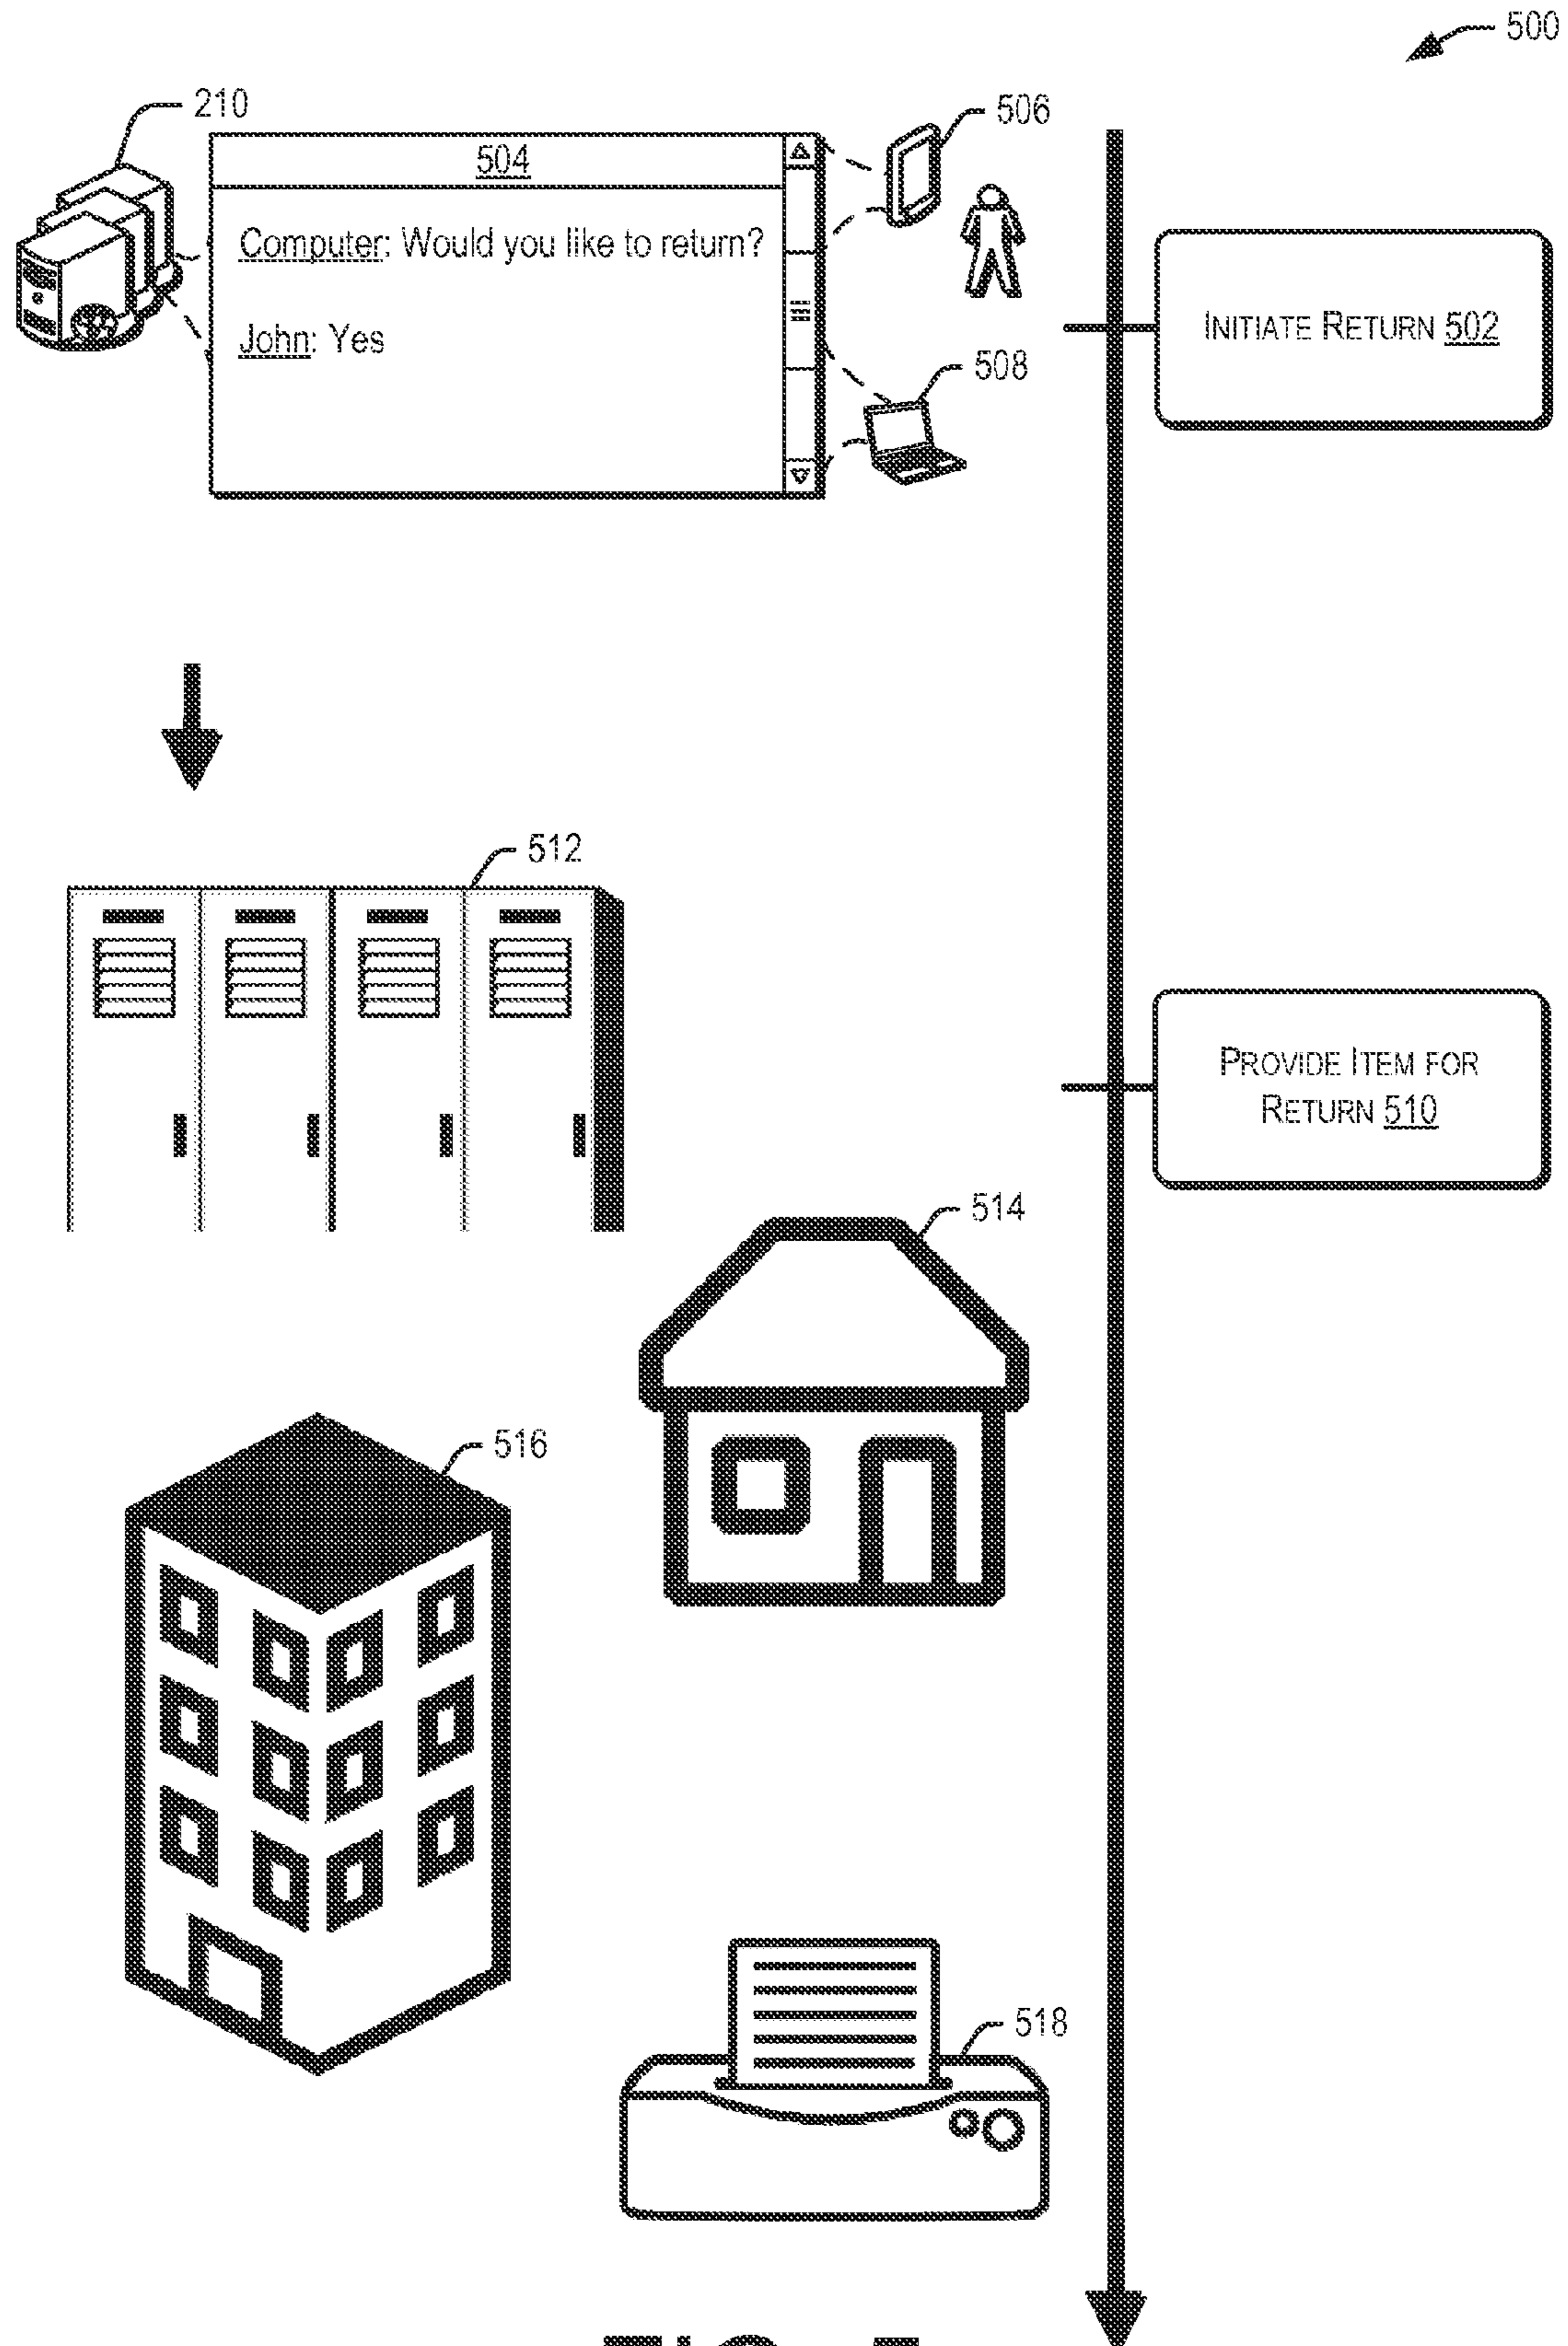 500
210
506
504
Computer: Would you like to return?
INITIATE RETURN 502
John: Yes
508
512
PROVIDE ITEM FOR
RETURN 510
514
516
518